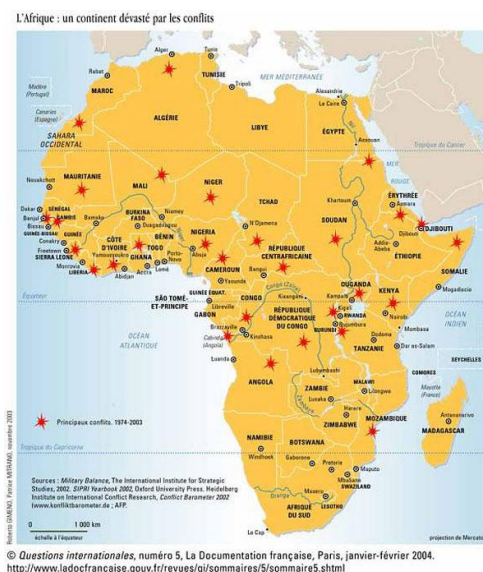 L'Afrique : un continent dévasté par les conflits
Alger
Tunis
Rabat
TUNISIE
MER MÉDITERRANÉE
Madère
(Portugal)
MAROC
Tripoli
Alexandrie
Le Caire
Canaries
(Espagne)
ALGÉRIE
LIBYE
ÉGYPTE
SAHARA
OCCIDENTAL
Assouan
Tropique du Cancer
MER
ROUGE
Nouakchott
MAURITANIE
MALI
NIGER
TCHAD
SOUDAN
ÉRYTHRÉE
Asmara
Khartoum
Dakar
SÉNÉGAL
Banjul
GAMBIE
Bissau
GUINÉE-BISSAU
GUINÉE
Bamako
BURKINA
FASO
Niamey
Ouagadougou
N'Djamena
DJIBOUTI
Conakry
Freetown
SIERRA LEONE
CÔTE
D'IVOIRE
Yamoussoukro
BÉNIN
TOGO
GHANA
NIGERIA
Abuja
Porto-
Novo
RÉPUBLIQUE
CENTRAFRICAINE
Addis-
Abeba
ÉTHIOPIE
Monrovia
LIBERIA
Abidjan
Accra
Lomé
CAMEROUN
Yaoundé
Bangui
SOMALIE
Mogadiscio
GUINÉE ÉQUAT.
SÃO TOMÉ-
ET-PRINCIPE
Libreville
GABON
CONGO
Congo (Zaïre)
Kisangani
OUGANDA
Kampala
KENYA
Équateur
RÉPUBLIQUE
DÉMOCRATIQUE
DU CONGO
Kigali
RWANDA
BURUNDI
Bujumbura
Nairobi
OCÉAN
INDIEN
Brazzaville
Kinshasa
Cabinda
(Angola)
Mombasa
OCÉAN
ATLANTIQUE
Dodoma
TANZANIE
Dar es-Salam
SEYCHELLES
Luanda
ANGOLA
Lubumbashi
COMORES
MALAWI
Lilongwe
Mayotte
(France)
ZAMBIE
Lusaka
Zambèze
Harare
ZIMBABWE
MOZAMBIQUE
Antananarivo
MADAGASCAR
Principaux conflits, 1974-2003
NAMIBIE
Windhoek
BOTSWANA
Gaborone
Pretoria
Maputo
Mbabane
SWAZILAND
Tropique du Capricorne
Orange
Maseru
LESOTHO
AFRIQUE
DU SUD
Le Cap
Sources : Military Balance, The International Institute for Strategic
Studies, 2002, SIPRI Yearbook 2002, Oxford University Press. Heidelberg
Institute on International Conflict Research, Conflict Barometer 2002
(www.konfliktbarometer.de ; AFP.
0 1 000 km
échelle à l'équateur
projection de Mercator
© Questions internationales, numéro 5, La Documentation française, Paris, janvier-février 2004.
http://www.ladocfrancaise.gouv.fr/revues/qi/sommaires/5/sommaire5.shtml